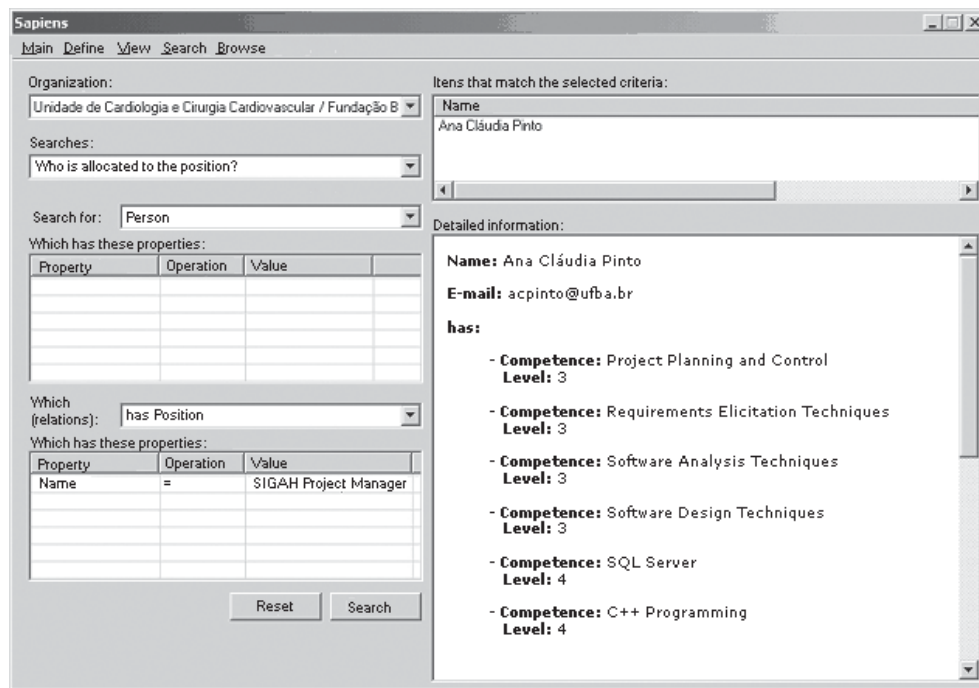 Sapiens
Main Define View Search Browse
Organization:
Unidade de Cardiologia e Cirurgia Cardiovascular / Fundação B
Searches:
Who is allocated to the position?
Search for: Person
Which has these properties:
Property Operation Value
Which
(relations): has Position
Which has these properties:
Property Operation Value
Name = SIGAH Project Manager
Reset Search
Itens that match the selected criteria:
Name
Ana Cláudia Pinto
Detailed information:
Name: Ana Cláudia Pinto
E-mail: acpinto@ufba.br
has:
- Competence: Project Planning and Control
Level: 3
- Competence: Requirements Elicitation Techniques
Level: 3
- Competence: Software Analysis Techniques
Level: 3
- Competence: Software Design Techniques
Level: 3
- Competence: SQL Server
Level: 4
- Competence: C++ Programming
Level: 4